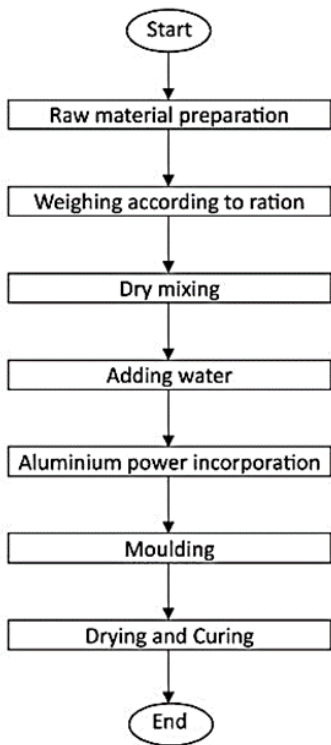 Start
Raw material preparation
Weighing according to ration
Dry mixing
Adding water
Aluminium power incorporation
Moulding
Drying and Curing
End